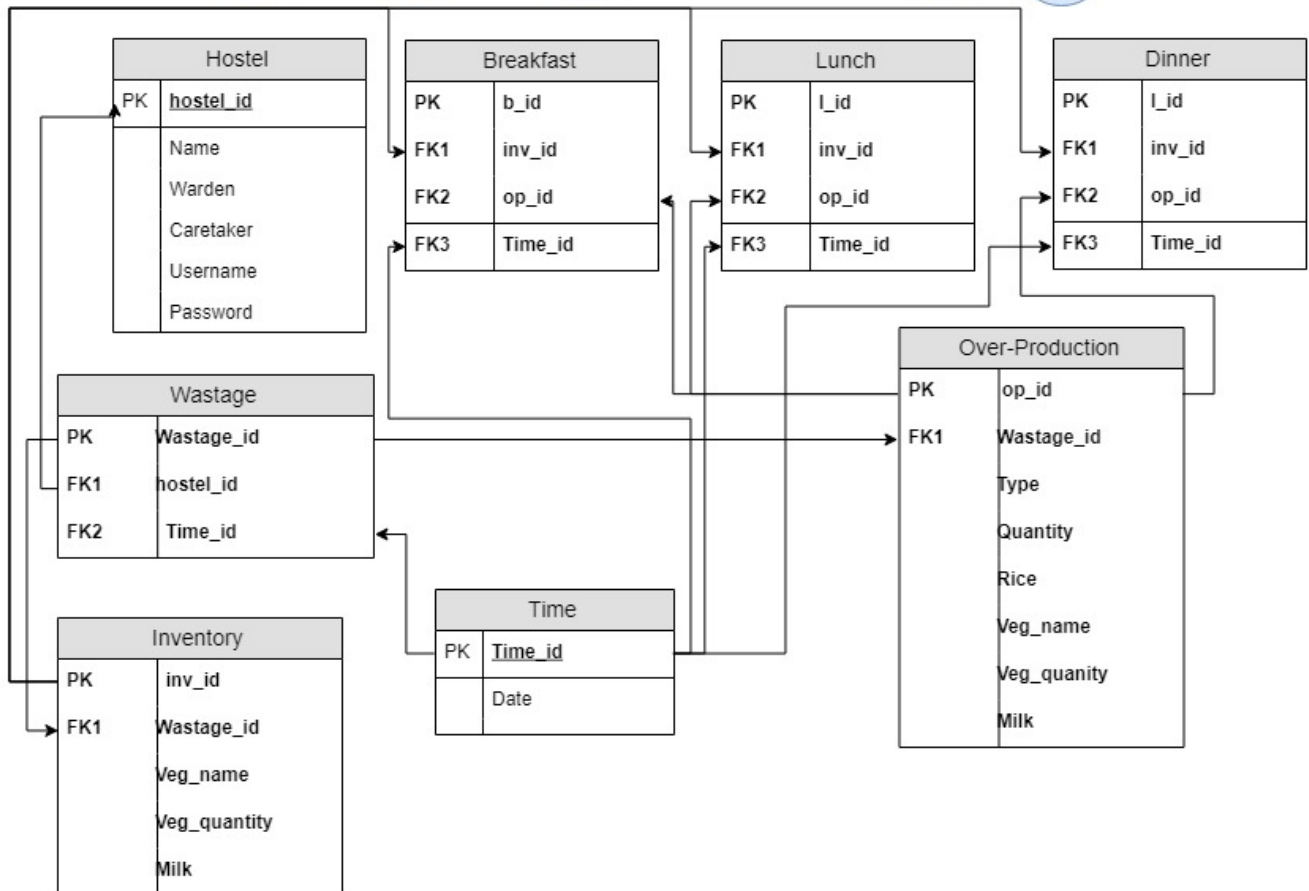 Hostel
PK hostel_id
Name
Warden
Caretaker
Username
Password
Breakfast
PK b_id
FK1 inv_id
FK2 op_id
FK3 Time_id
Lunch
PK l_id
FK1 inv_id
FK2 op_id
FK3 Time_id
Dinner
PK l_id
FK1 inv_id
FK2 op_id
FK3 Time_id
Over-Production
PK op_id
FK1 Wastage_id
Type
Quantity
Rice
Veg_name
Veg_quanity
Milk
Wastage
PK Wastage_id
FK1 hostel_id
FK2 Time_id
Time
PK Time_id
Date
Inventory
PK inv_id
FK1 Wastage_id
Veg_name
Veg_quantity
Milk